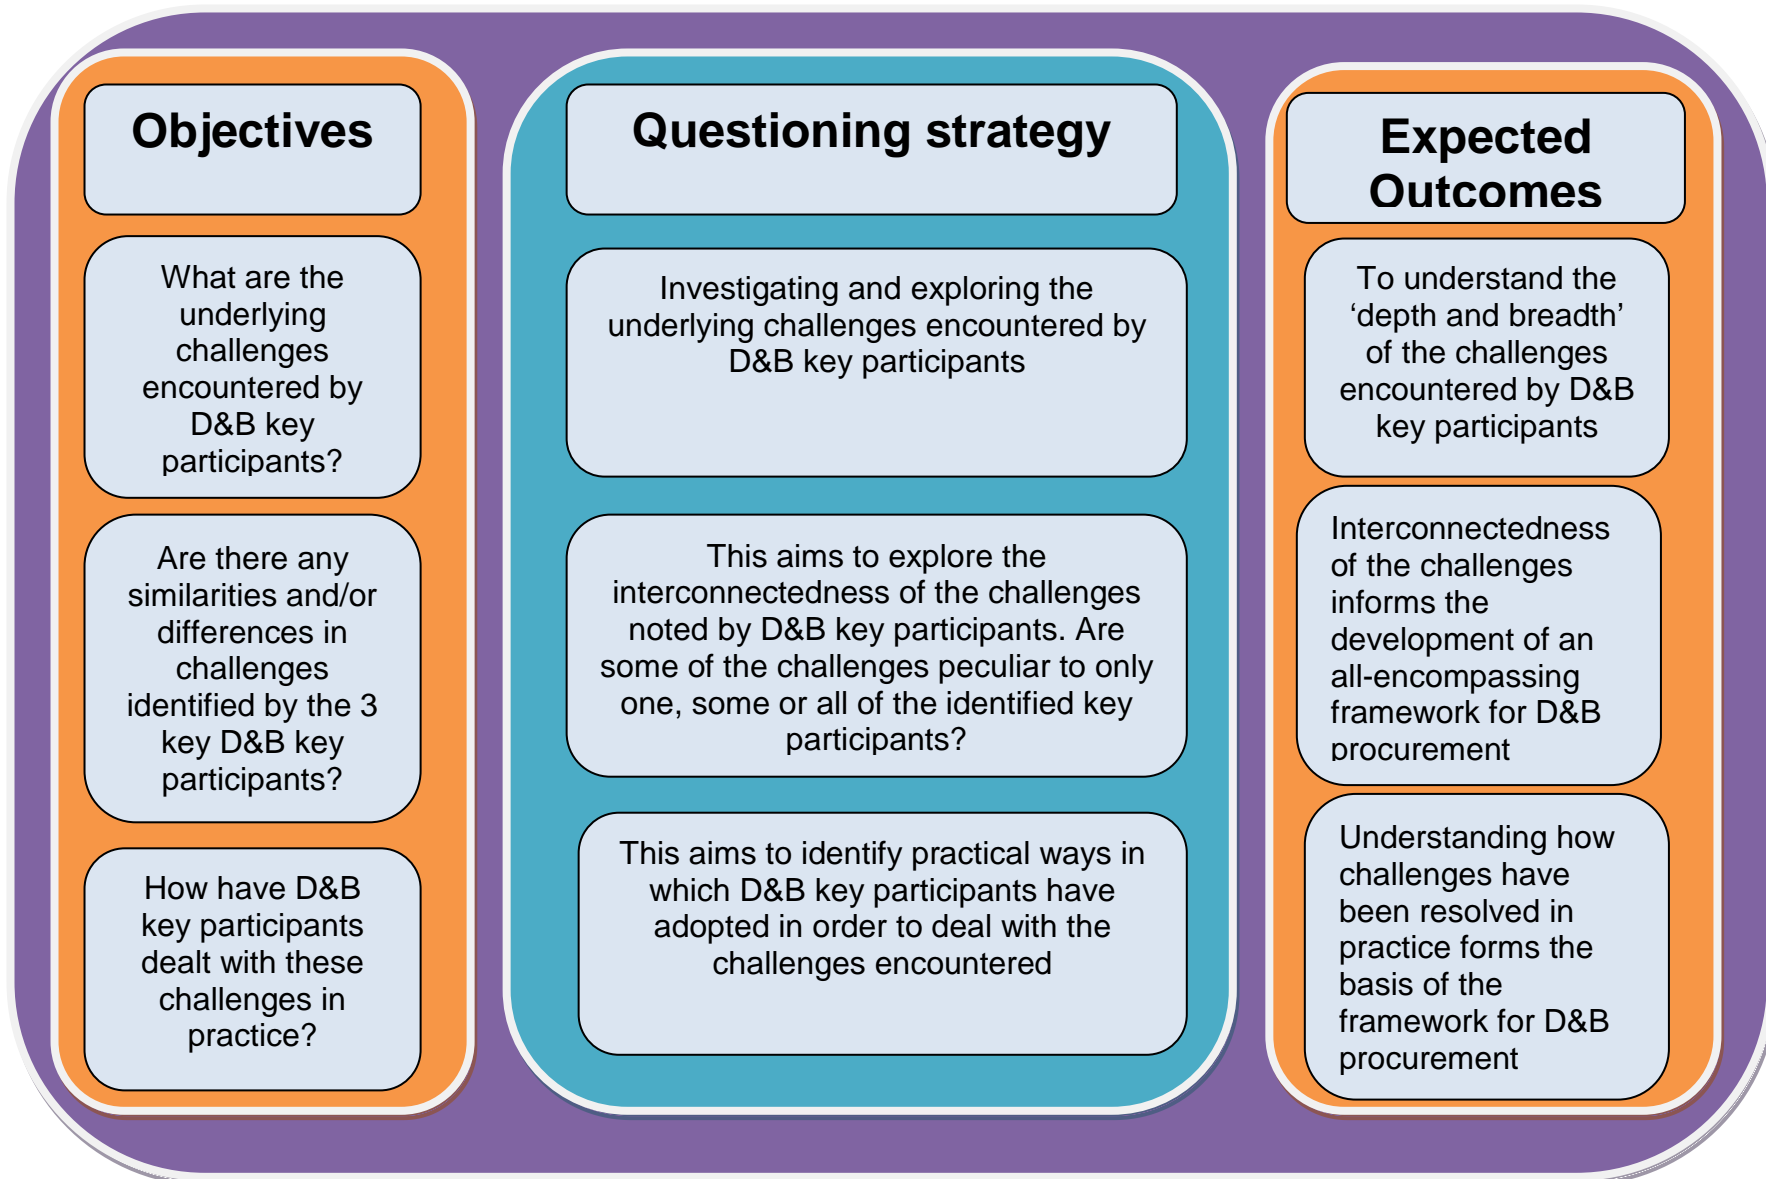 Objectives
What are the
underlying
challenges
encountered by
D&B key
participants?
Are there any
similarities and/or
differences in
challenges
identified by the 3
key D&B key
participants?
How have D&B
key participants
dealt with these
challenges in
practice?
Questioning strategy
Investigating and exploring the
underlying challenges encountered by
D&B key participants
This aims to explore the
interconnectedness of the challenges
noted by D&B key participants. Are
some of the challenges peculiar to only
one, some or all of the identified key
participants?
This aims to identify practical ways in
which D&B key participants have
adopted in order to deal with the
challenges encountered
Expected
Outcomes
To understand the
‘depth and breadth’
of the challenges
encountered by D&B
key participants
Interconnectedness
of the challenges
informs the
development of an
all-encompassing
framework for D&B
procurement
Understanding how
challenges have
been resolved in
practice forms the
basis of the
framework for D&B
procurement